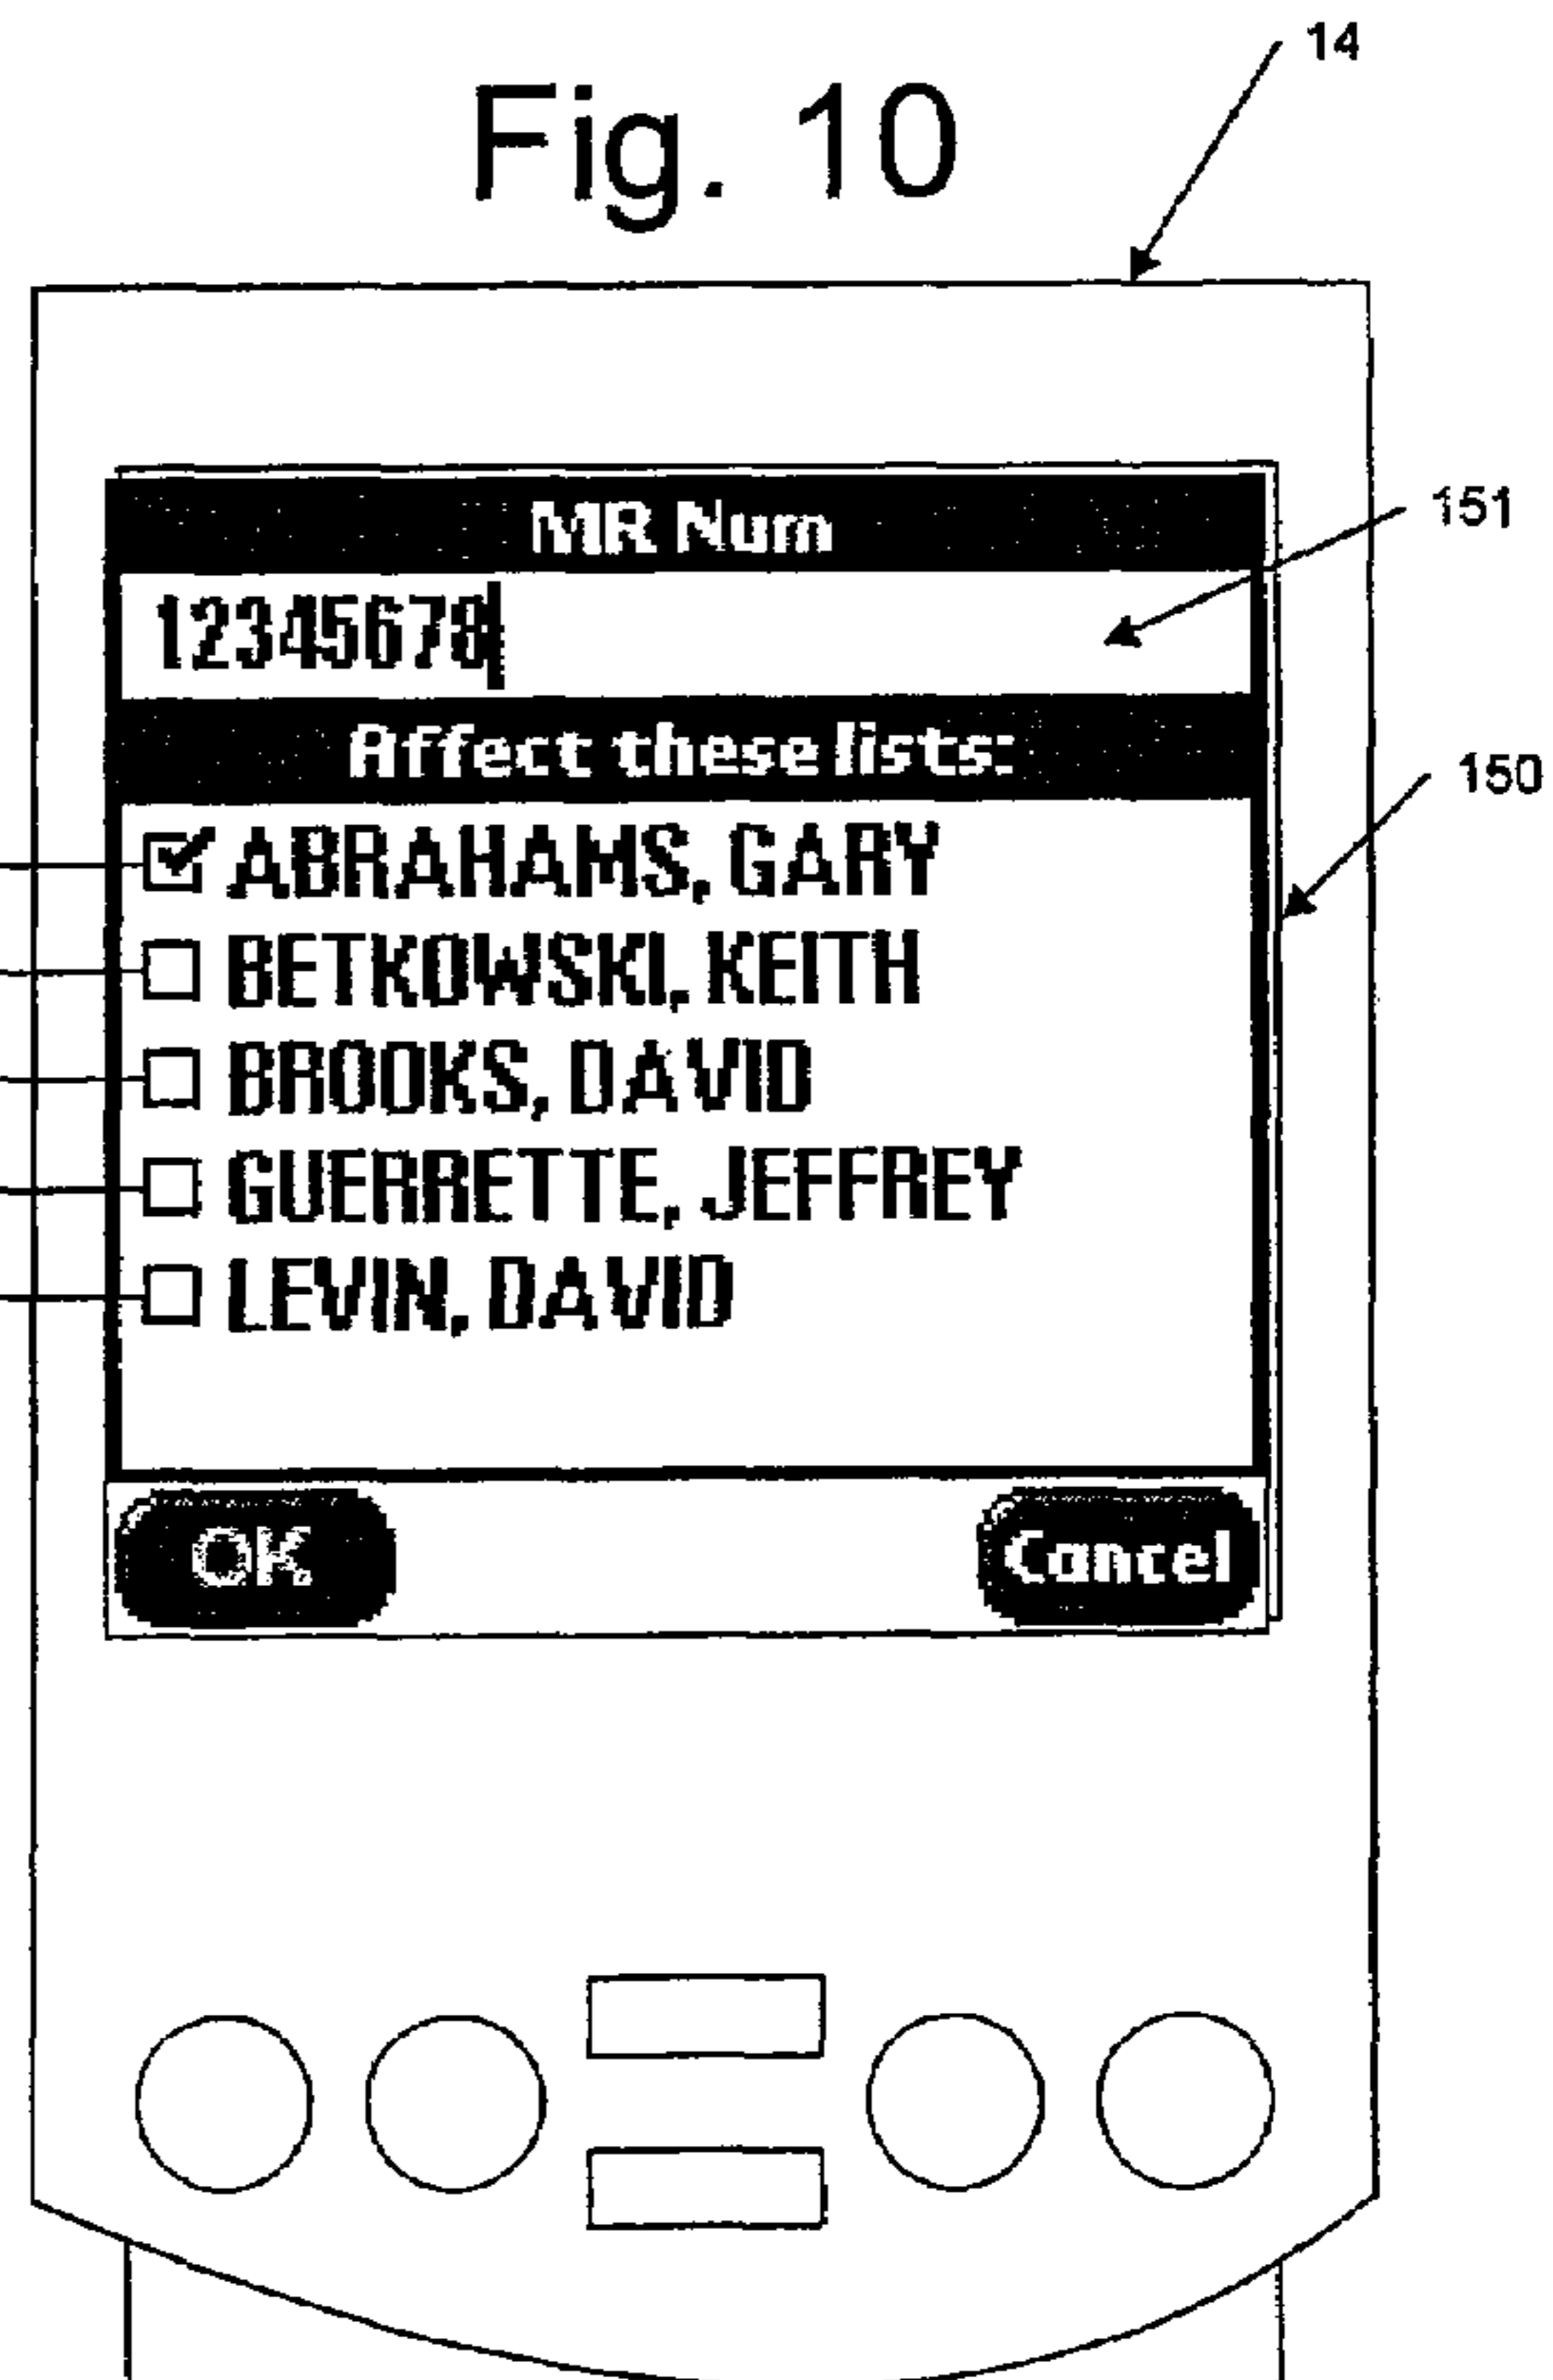 14
Fig. 10
MR Num
151
12345678
Affect these lists:
150
ABRAHAMS, GARY
BETKOWSKI, KEITH
BROOKS, DAVID
GUERRETTE, JEFFREY
LEVIN, DAVID
OK
Cancel